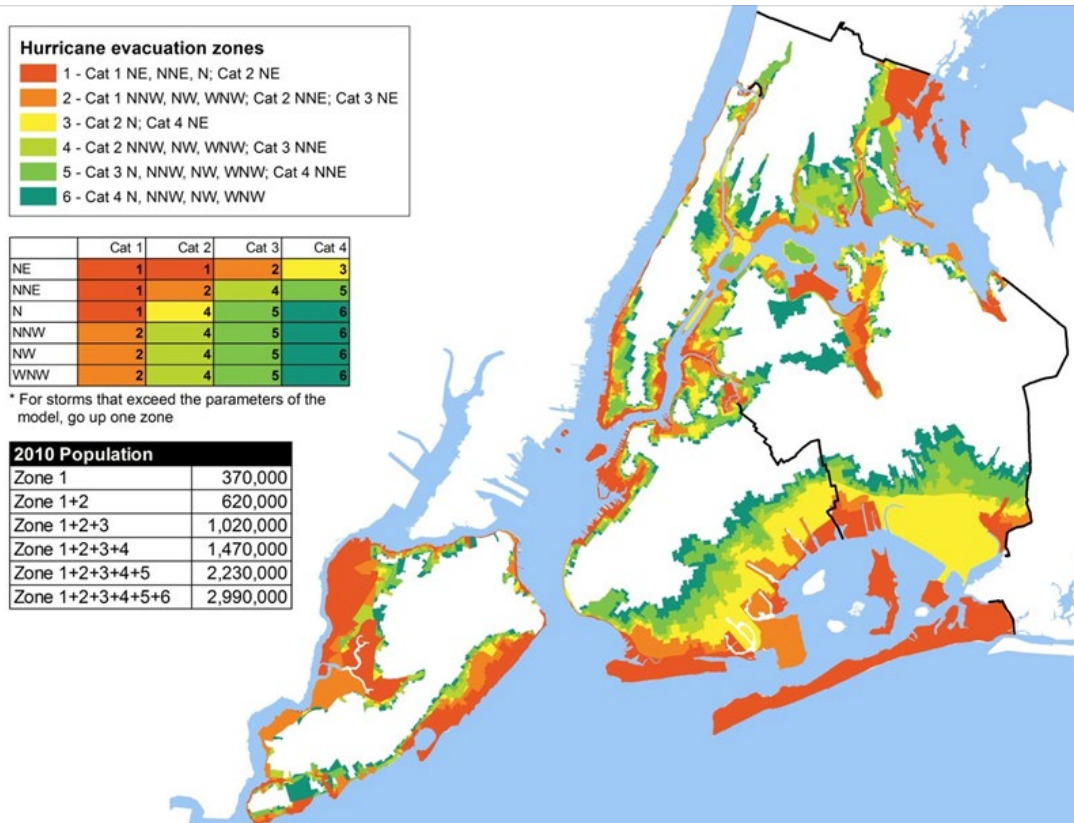 Hurricane evacuation zones
1 - Cat 1 NE, NNE, N; Cat 2 NE
2 - Cat 1 NNW, NW, WNW; Cat 2 NNE; Cat 3 NE
3 - Cat 2 N; Cat 4 NE
4 - Cat 2 NNW, NW, WNW; Cat 3 NNE
5 - Cat 3 N, NNW, NW, WNW; Cat 4 NNE
6 - Cat 4 N, NNW, NW, WNW
Cat 1 Cat 2 Cat 3 Cat 4
NE 1 1 2 3
NNE 1 2 4 5
N 1 4 5 6
NNW 2 4 5 6
NW 2 4 5 6
WNW 2 4 5 6
* For storms that exceed the parameters of the
model, go up one zone
2010 Population
Zone 1 370,000
Zone 1+2 620,000
Zone 1+2+3 1,020,000
Zone 1+2+3+4 1,470,000
Zone 1+2+3+4+5 2,230,000
Zone 1+2+3+4+5+6 2,990,000